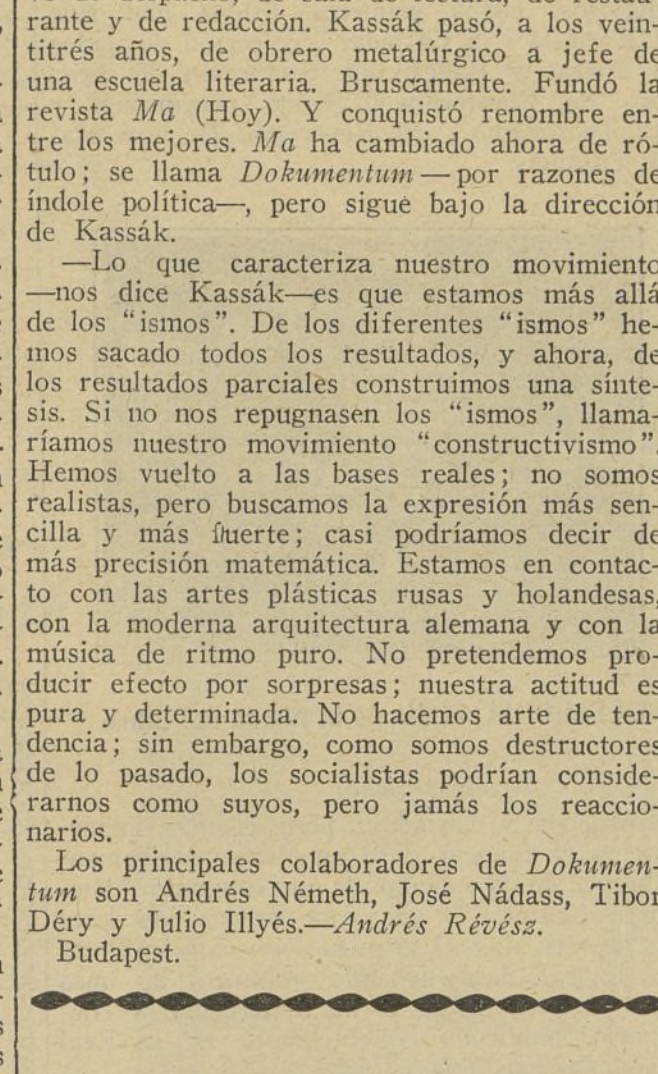 rante y de redacción. Kassák pasó, a los vein-
titrés años, de obrero metalúrgico a jefe de
una escuela literaria. Bruscamente. Fundó la
revista Ma (Hoy). Y conquistó renombre en-
tre los mejores. Ma ha cambiado ahora de ró-
tulo; se llama Dokumentum—por razones de
índole política—, pero sigue bajo la dirección
de Kassák.
—Lo que caracteriza nuestro movimiento
—nos dice Kassák—es que estamos más allá
de los “ismos”. De los diferentes “ismos” he-
mos sacado todos los resultados, y ahora, de
los resultados parciales construimos una sínte-
sis. Si no nos repugnasen los “ismos”, llama-
ríamos nuestro movimiento “constructivismo”.
Hemos vuelto a las bases reales; no somos
realistas, pero buscamos la expresión más sen-
cilla y más fuerte; casi podríamos decir de
más precisión matemática. Estamos en contac-
to con las artes plásticas rusas y holandesas,
con la moderna arquitectura alemana y con la
música de ritmo puro. No pretendemos pro-
ducir efecto por sorpresas; nuestra actitud es
pura y determinada. No hacemos arte de ten-
dencia; sin embargo, como somos destructores
de lo pasado, los socialistas podrían conside-
rarnos como suyos, pero jamás los reaccio-
narios.
Los principales colaboradores de Dokumen-
tum son Andrés Németh, José Nádass, Tibor
Déry y Julio Illyés.—Andrés Révész.
Budapest.